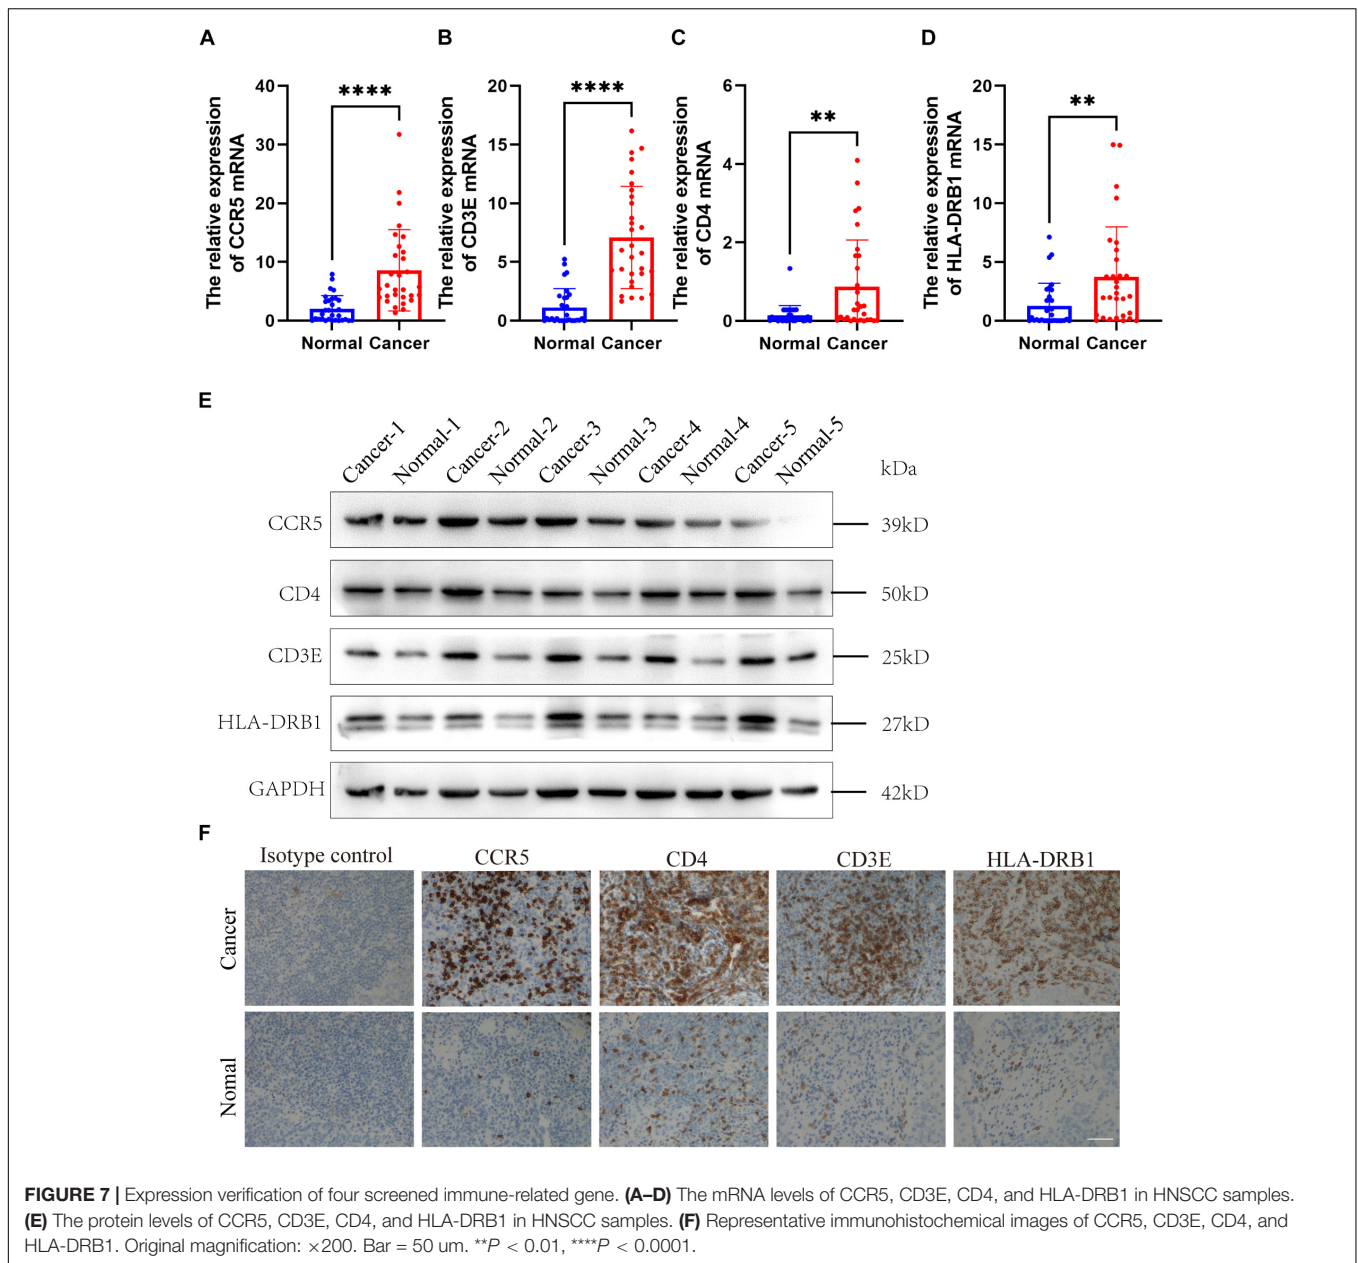 A
B
C
D
The relative expression
of CCR5 mRNA
40
30
20
10
0
****
Normal Cancer
The relative expression
of CD3E mRNA
20
15
10
5
0
****
Normal Cancer
The relative expression
of CD4 mRNA
6
4
2
0
**
Normal Cancer
The relative expression
of HLA-DRB1 mRNA
20
15
10
5
0
**
Normal Cancer
E
Cancer-1 Normal-1 Cancer-2 Normal-2 Cancer-3 Normal-3 Cancer-4 Normal-4 Cancer-5 Normal-5
kDa
CCR5 39kD
CD4 50kD
CD3E 25kD
HLA-DRB1 27kD
GAPDH 42kD
F
Isotype control CCR5 CD4 CD3E HLA-DRB1
Cancer
Nomal
FIGURE 7 | Expression verification of four screened immune-related gene. (A–D) The mRNA levels of CCR5, CD3E, CD4, and HLA-DRB1 in HNSCC samples.
(E) The protein levels of CCR5, CD3E, CD4, and HLA-DRB1 in HNSCC samples. (F) Representative immunohistochemical images of CCR5, CD3E, CD4, and
HLA-DRB1. Original magnification: ×200. Bar = 50 um. **P < 0.01, ****P < 0.0001.